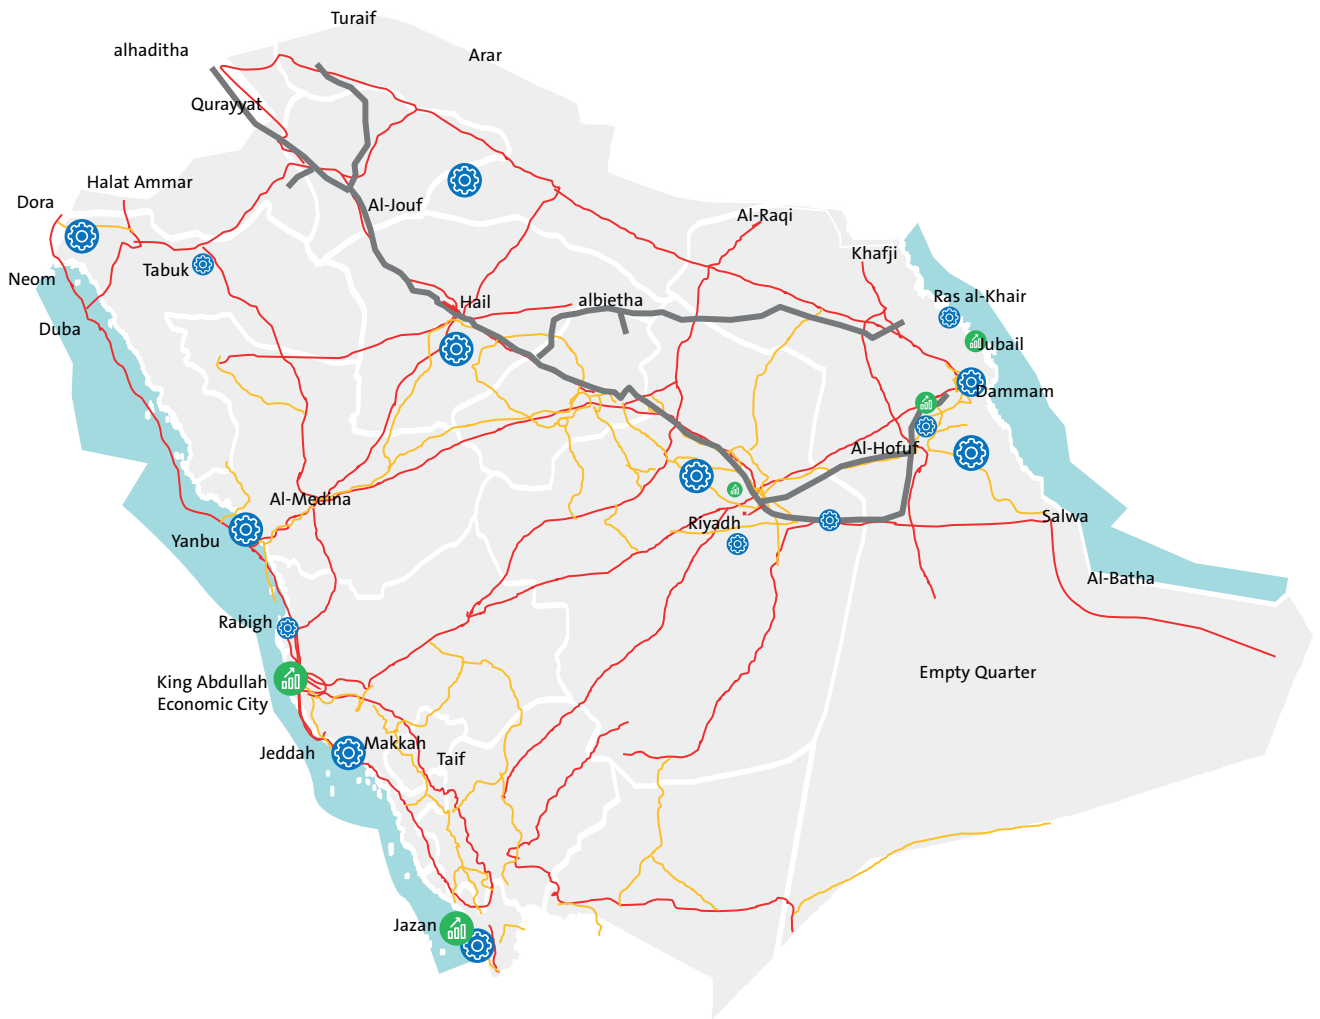 Turaif
alhaditha
Arar
Qurayyat
Halat Ammar
Dora
Al-Jouf
Al-Raqi
Khafji
Tabuk
Neom
Ras al-Khair
Hail
albietha
Duba
Jubail
Dammam
Al-Hofuf
Al-Medina
Salwa
Riyadh
Yanbu
Al-Batha
Rabigh
Empty Quarter
King Abdullah
Economic City
Makkah
Jeddah
Taif
Jazan